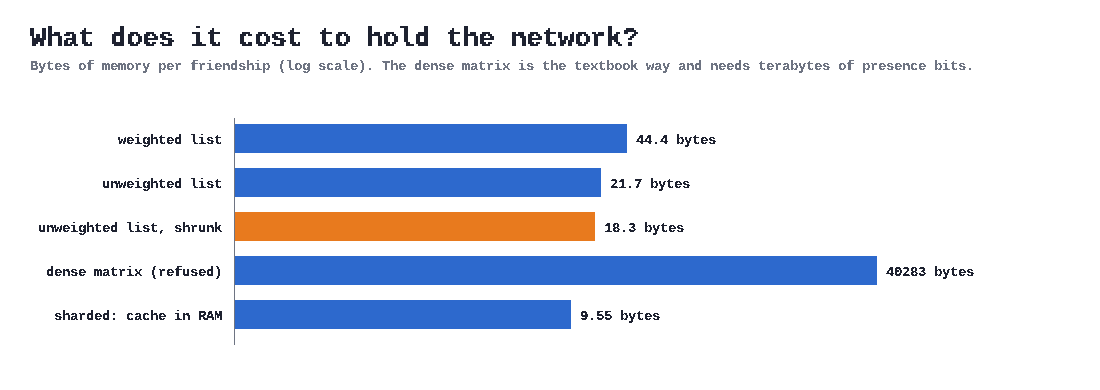 What does it cost to hold the network?
Bytes of memory per friendship (log scale). The dense matrix is the textbook way and needs terabytes of presence bits.
weighted list 44.4 bytes
unweighted list 21.7 bytes
unweighted list, shrunk 18.3 bytes
dense matrix (refused) 40283 bytes
sharded: cache in RAM 9.55 bytes